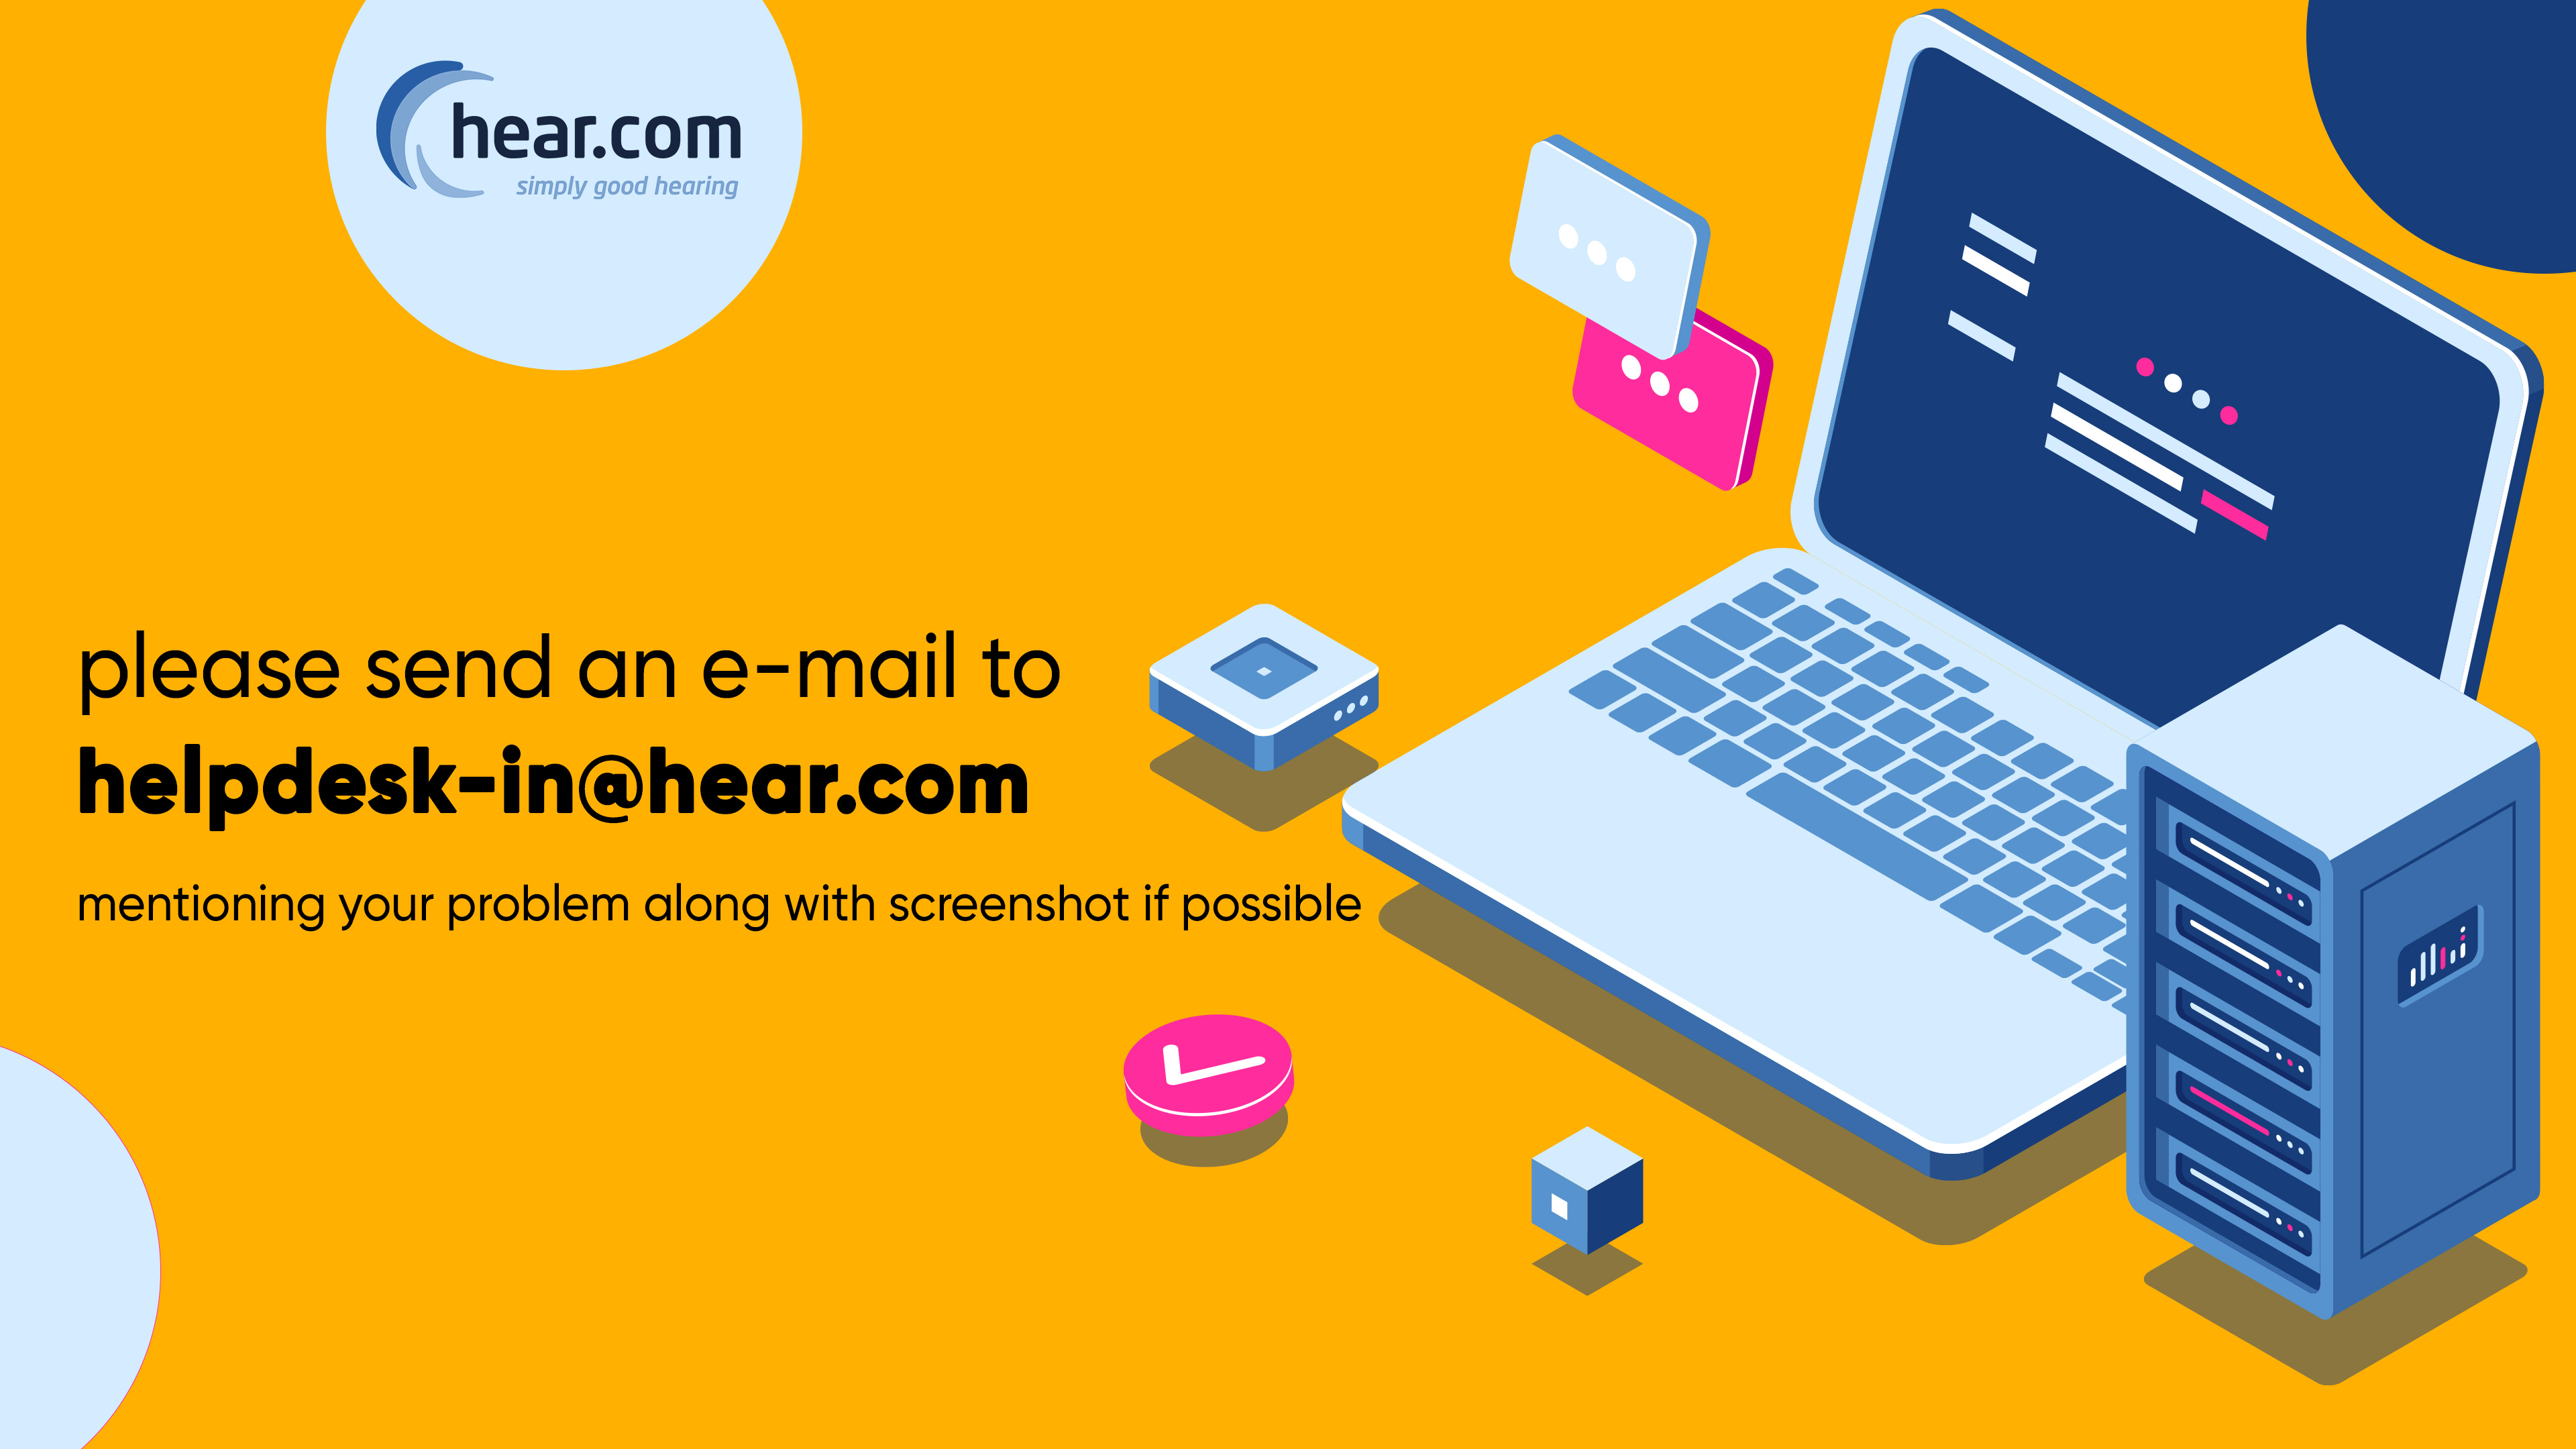 hear.com
simply good hearing
please send an e-mail to
helpdesk-in@hear.com
mentioning your problem along with screenshot if possible